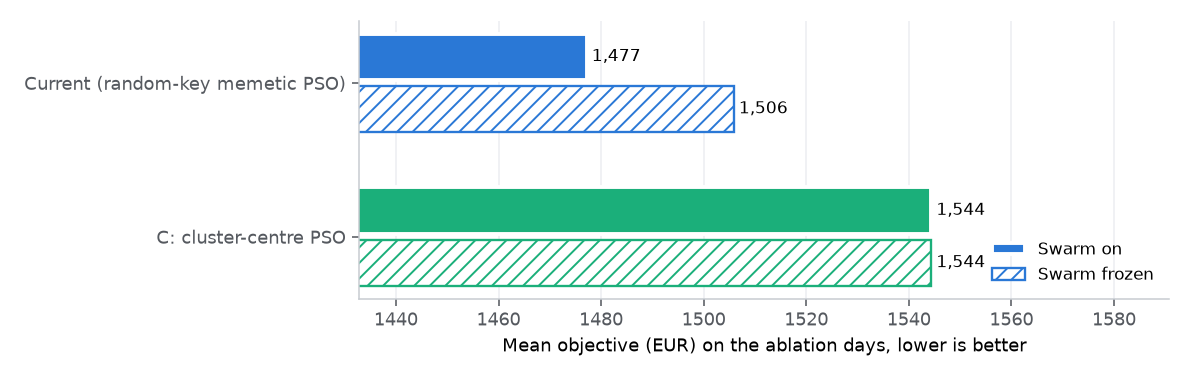 1,477
Current (random-key memetic PSO)
1,506
1,544
C: cluster-centre PSO
1,544
Swarm on
Swarm frozen
1440 1460 1480 1500 1520 1540 1560 1580
Mean objective (EUR) on the ablation days, lower is better